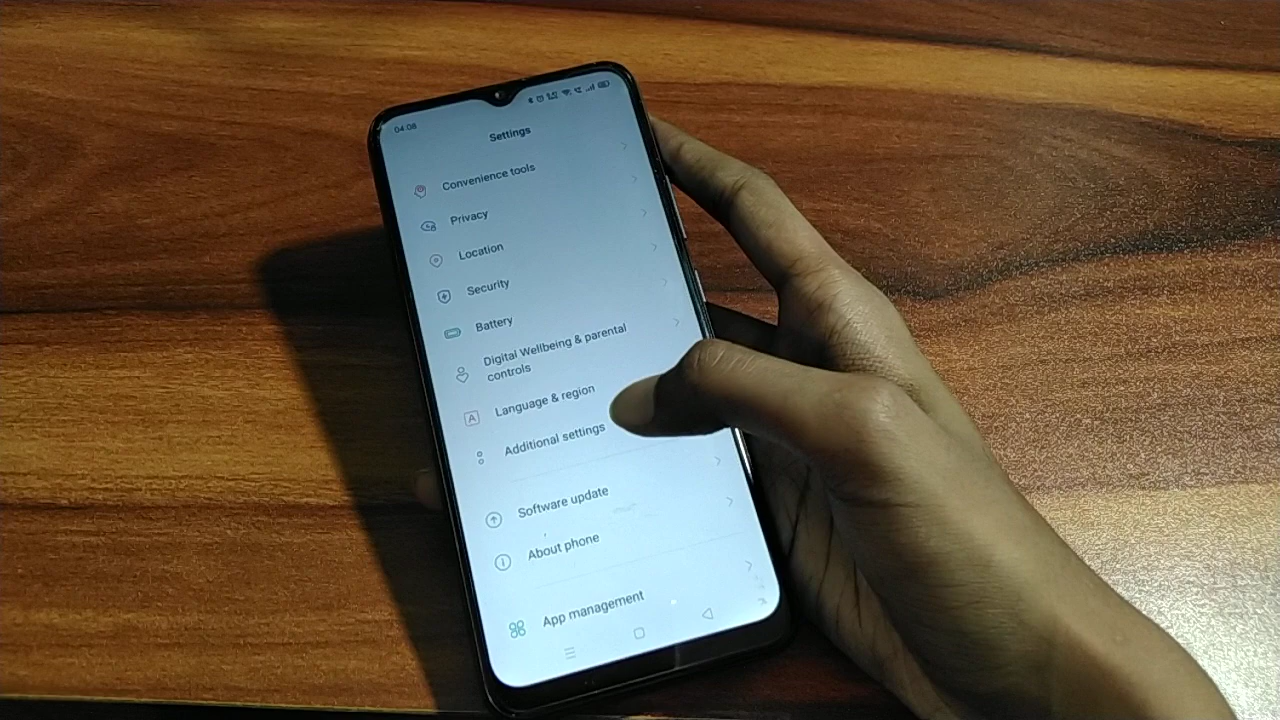 04:08
Settings
Convenience tools
Privacy
Location
Security
Battery
Digital Wellbeing & parental
controls
Language & region
Additional settings
Software update
About phone
App management